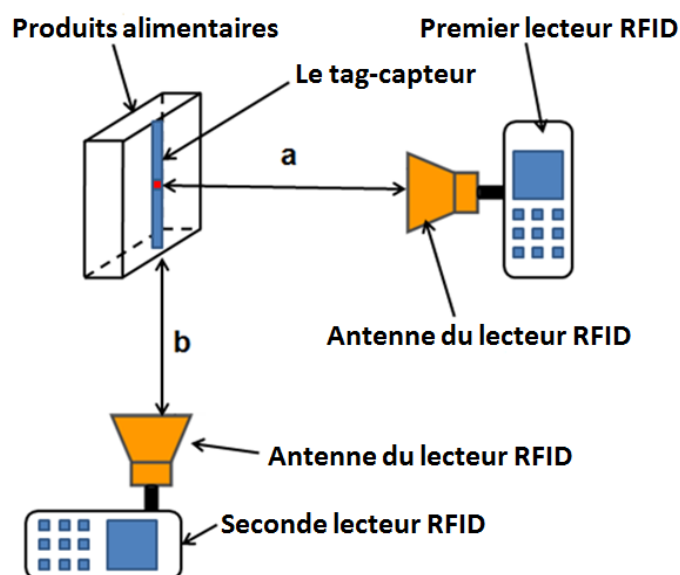 Produits alimentaires
Premier lecteur RFID
Le tag-capteur
a
Antenne du lecteur RFID
b
Antenne du lecteur RFID
Seconde lecteur RFID